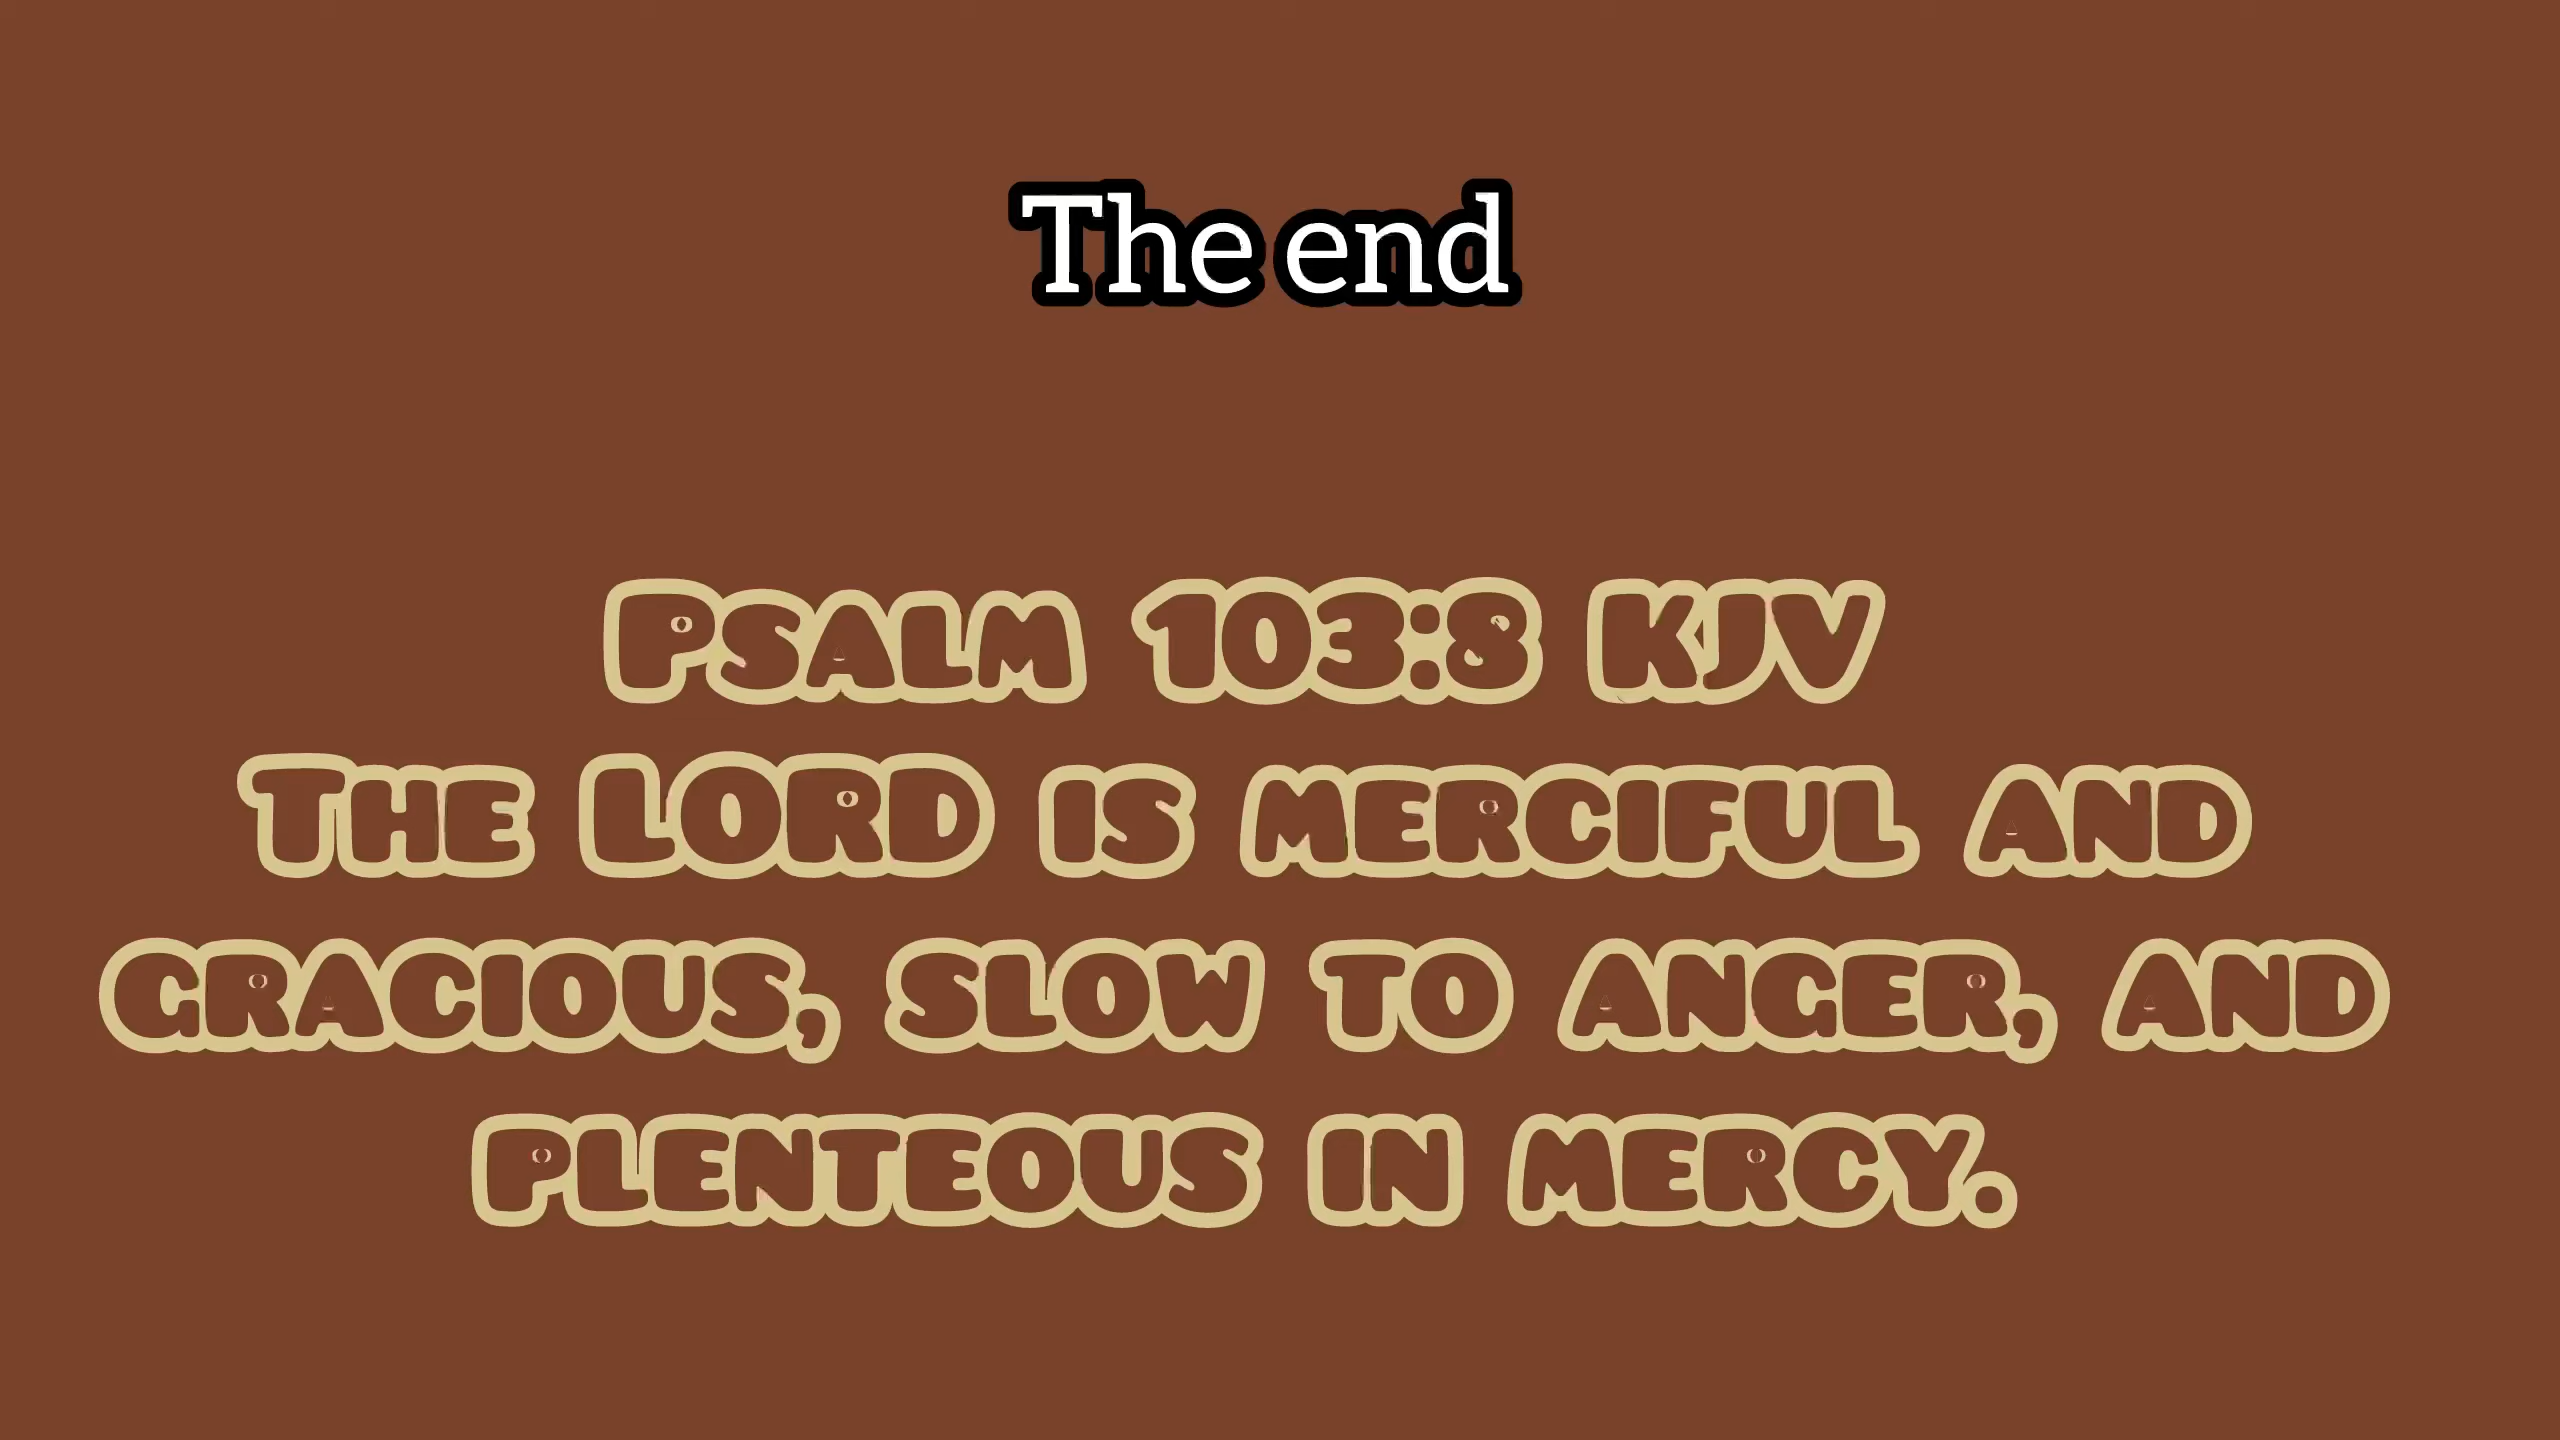 The end
Psalm 103:8 KJV
The LORD is merciful and
gracious, slow to anger, and
plenteous in mercy.